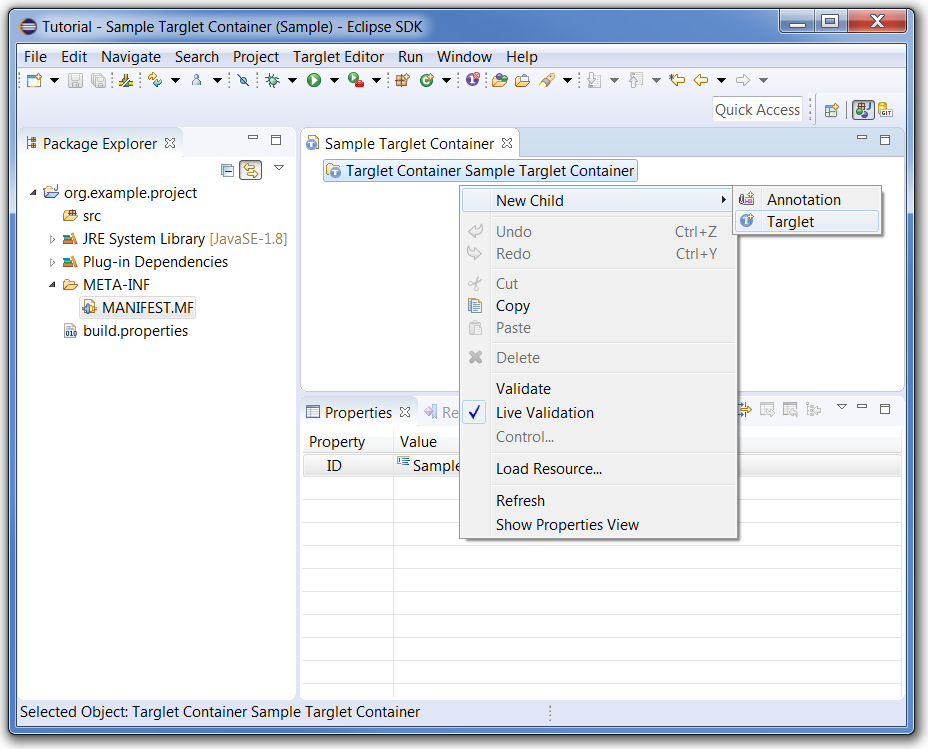 Tutorial - Sample Targlet Container (Sample) - Eclipse SDK
File Edit Navigate Search Project Targlet Editor Run Window Help
Quick Access
GIT
Package Explorer
org.example.project
src
JRE System Library [JavaSE-1.8]
Plug-in Dependencies
META-INF
MANIFEST.MF
build.properties
Sample Targlet Container
Targlet Container Sample Targlet Container
New Child
Undo Ctrl+Z
Redo Ctrl+Y
Cut
Copy
Paste
Delete
Validate
Live Validation
Control...
Load Resource...
Refresh
Show Properties View
Annotation
Targlet
Properties
Re
Property Value
ID Sample
Selected Object: Targlet Container Sample Targlet Container